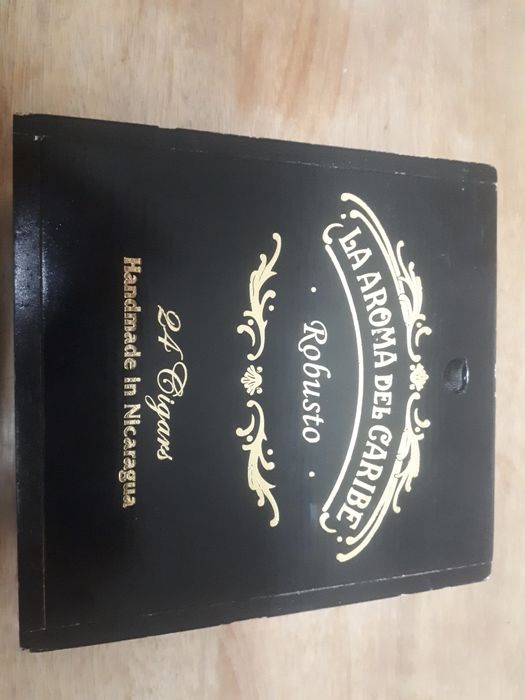 LA AROMA DEL CARIBE
· Robusto ·
24 Cigars
Handmade in Nicaragua